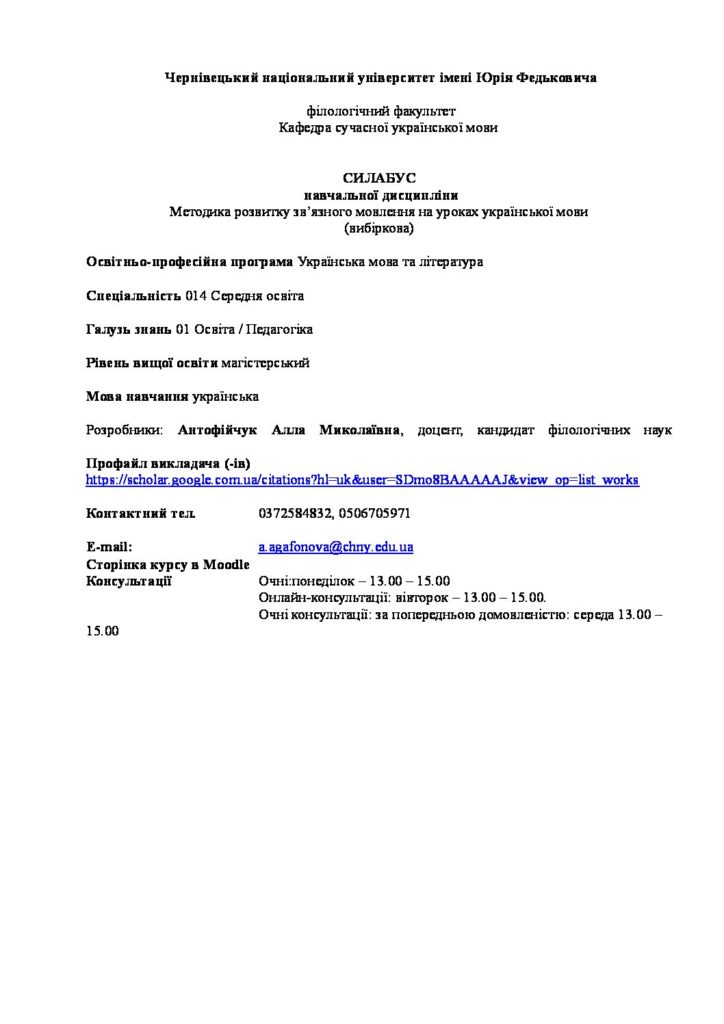 Чернівецький національний університет імені Юрія Федьковича
філологічний факультет
Кафедра сучасної української мови
СИЛАБУС
навчальної дисципліни
Методика розвитку зв’язного мовлення на уроках української мови
(вибіркова)
Освітньо-професійна програма Українська мова та література
Спеціальність 014 Середня освіта
Галузь знань 01 Освіта / Педагогіка
Рівень вищої освіти магістерський
Мова навчання українська
Розробники: Антофійчук Алла Миколаївна, доцент, кандидат філологічних наук
Профайл викладача (-ів)
https://scholar.google.com.ua/citations?hl=uk&user=SDmo8BAAAAAJ&view_op=list_works
Контактний тел. 0372584832, 0506705971
E-mail: a.agafonova@chny.edu.ua
Сторінка курсу в Moodle
Консультації Очні:понеділок – 13.00 – 15.00
Онлайн-консультації: вівторок – 13.00 – 15.00.
Очні консультації: за попередньою домовленістю: середа 13.00 –
15.00